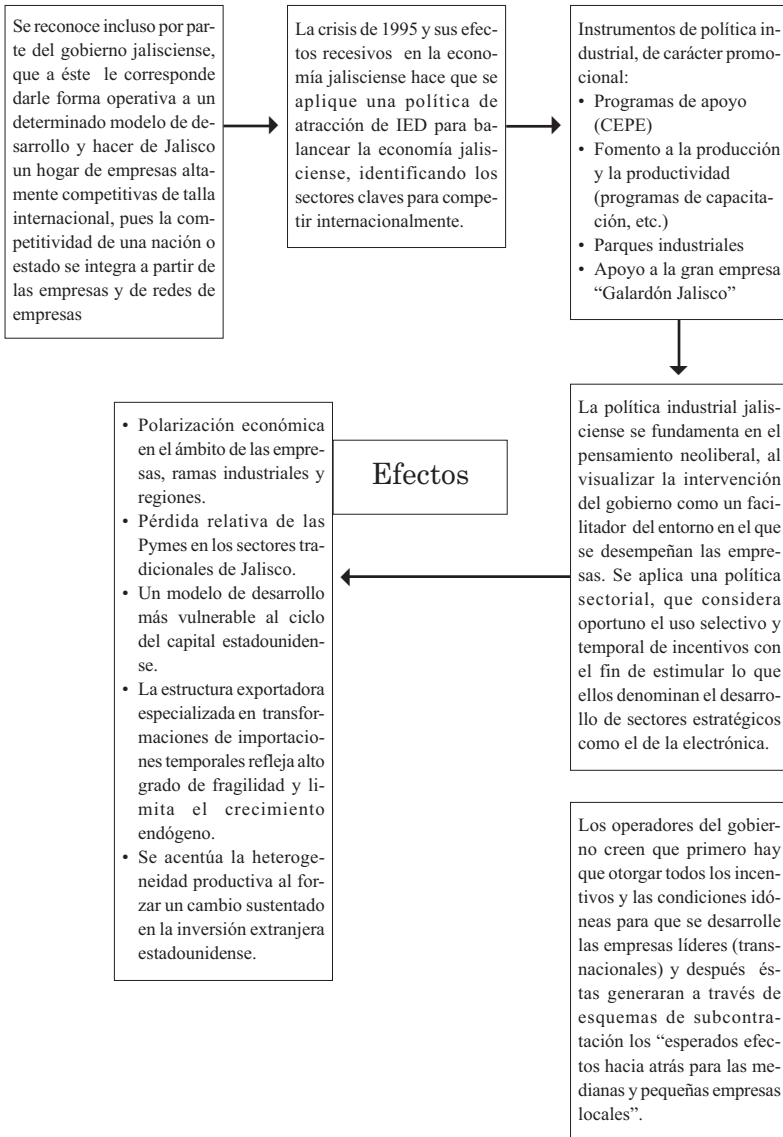 Se reconoce incluso por par-
te del gobierno jalisciense,
que a éste le corresponde
darle forma operativa a un
determinado modelo de de-
sarrollo y hacer de Jalisco
un hogar de empresas alta-
mente competitivas de talla
internacional, pues la com-
petitividad de una nación o
estado se integra a partir de
las empresas y de redes de
empresas
La crisis de 1995 y sus efec-
tos recesivos en la econo-
mía jalisciense hace que se
aplique una política de
atracción de IED para ba-
lancear la economía jalis-
ciense, identificando los
sectores claves para compe-
tir internacionalmente.
Instrumentos de política in-
dustrial, de carácter promo-
cional:
• Programas de apoyo
(CEPE)
• Fomento a la producción
y la productividad
(programas de capacita-
ción, etc.)
• Parques industriales
• Apoyo a la gran empresa
“Galardón Jalisco”
La política industrial jalis-
ciense se fundamenta en el
pensamiento neoliberal, al
visualizar la intervención
del gobierno como un faci-
litador del entorno en el que
se desempeñan las empre-
sas. Se aplica una política
sectorial, que considera
oportuno el uso selectivo y
temporal de incentivos con
el fin de estimular lo que
ellos denominan el desarro-
llo de sectores estratégicos
como el de la electrónica.
Efectos
• Polarización económica
en el ámbito de las empre-
sas, ramas industriales y
regiones.
• Pérdida relativa de las
Pymes en los sectores tra-
dicionales de Jalisco.
• Un modelo de desarrollo
más vulnerable al ciclo
del capital estadouniden-
se.
• La estructura exportadora
especializada en transfor-
maciones de importacio-
nes temporales refleja alto
grado de fragilidad y li-
mita el crecimiento
endógeno.
• Se acentúa la heteroge-
neidad productiva al for-
zar un cambio sustentado
en la inversión extranjera
estadounidense.
Los operadores del gobier-
no creen que primero hay
que otorgar todos los incen-
tivos y las condiciones idó-
neas para que se desarrolle
las empresas líderes (trans-
nacionales) y después és-
tas generaran a través de
esquemas de subcontra-
tación los “esperados efec-
tos hacia atrás para las me-
dianas y pequeñas empresas
locales”.